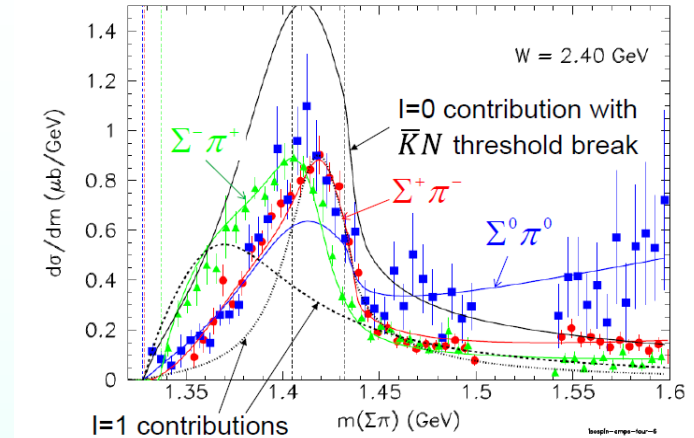 1.4
1.2
1
0.8
0.6
0.4
0.2
0
dσ/dm (μb/GeV)
W = 2.40 GeV
I=0 contribution with
K̅N threshold break
Σ⁻π⁺
Σ⁺π⁻
Σ⁰π⁰
1.35 1.4 1.45 1.5 1.55 1.6
m(Σπ) (GeV)
I=1 contributions